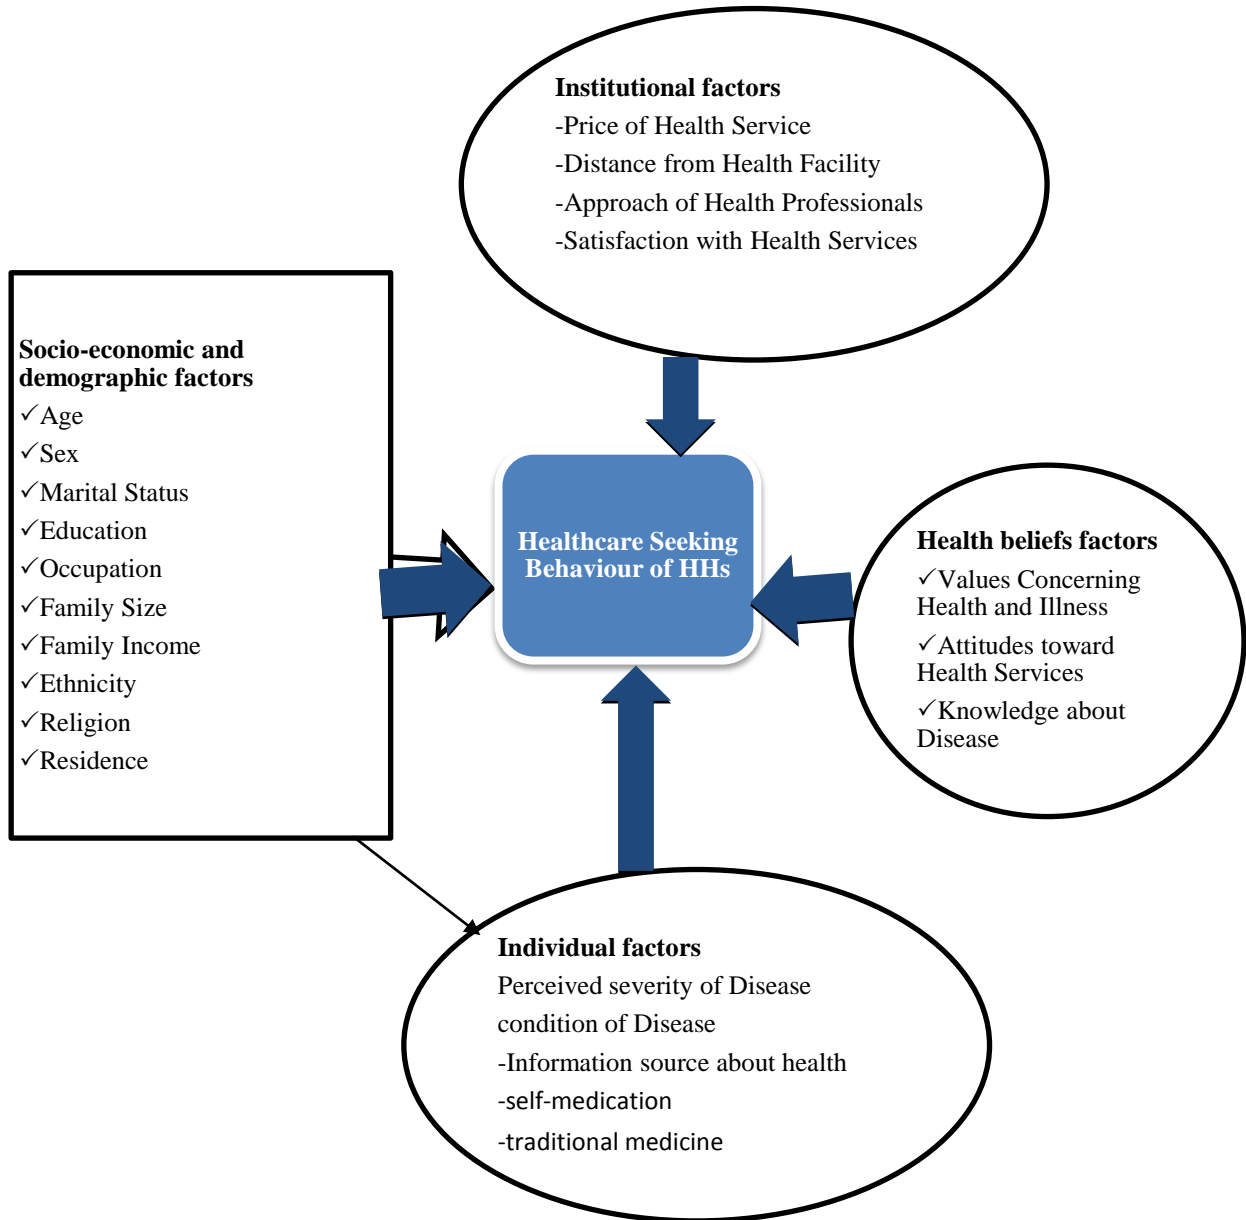 Institutional factors
-Price of Health Service
-Distance from Health Facility
-Approach of Health Professionals
-Satisfaction with Health Services
Socio-economic and
demographic factors
✓Age
✓Sex
✓Marital Status
✓Education
✓Occupation
✓Family Size
✓Family Income
✓Ethnicity
✓Religion
✓Residence
Healthcare Seeking
Behaviour of HHs
Health beliefs factors
✓Values Concerning
Health and Illness
✓Attitudes toward
Health Services
✓Knowledge about
Disease
Individual factors
Perceived severity of Disease
condition of Disease
-Information source about health
-self-medication
-traditional medicine